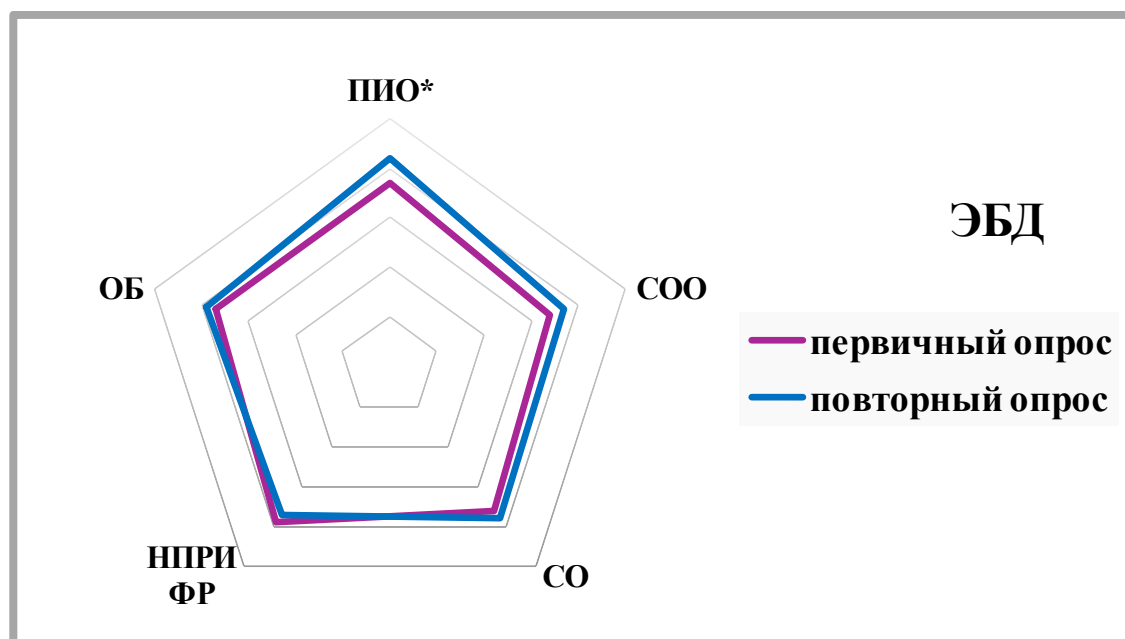 ПИО*
ЭБД
ОБ
СОО
первичный опрос
повторный опрос
НПРИ
ФР
СО